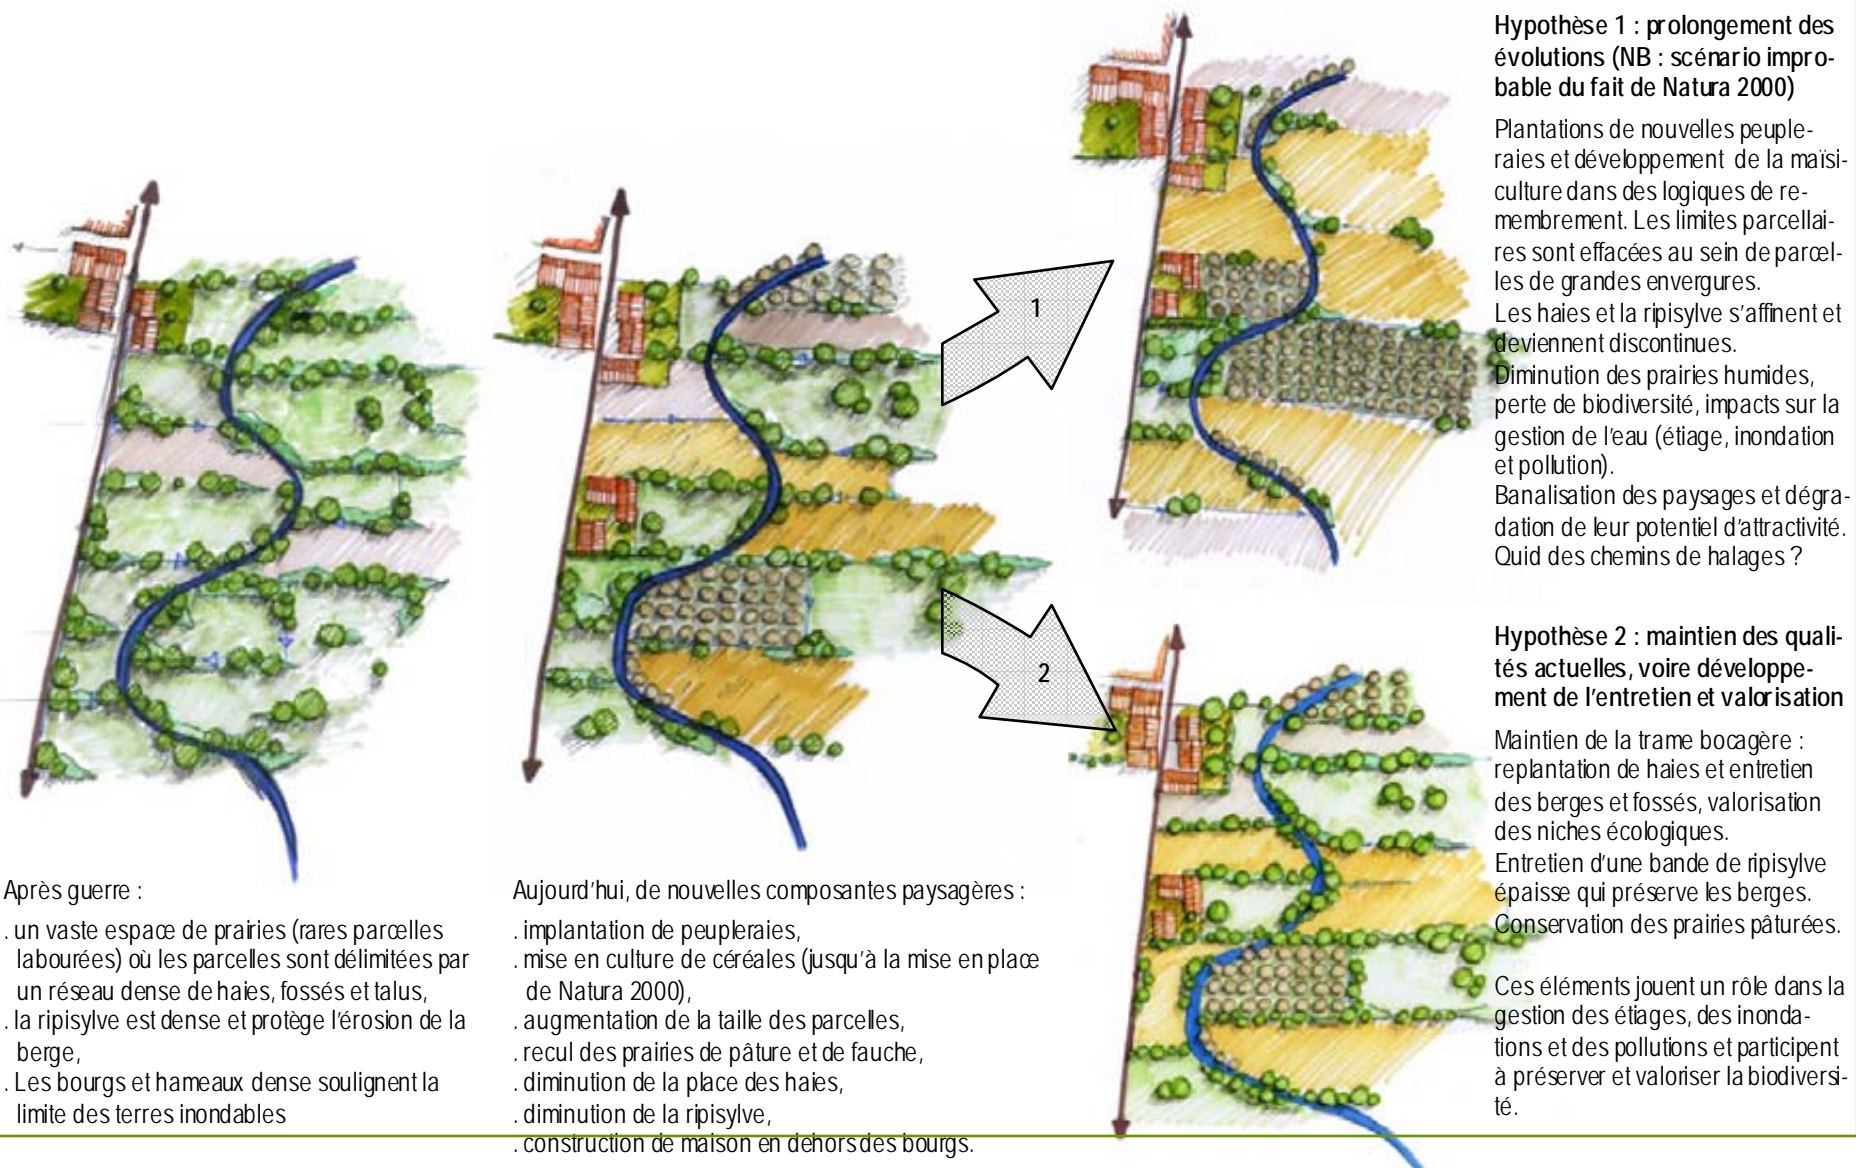 Après guerre :
. un vaste espace de prairies (rares parcelles
labourées) où les parcelles sont délimitées par
un réseau dense de haies, fossés et talus,
. la ripisylve est dense et protège l'érosion de la
berge,
. Les bourgs et hameaux dense soulignent la
limite des terres inondables
Aujourd'hui, de nouvelles composantes paysagères :
. implantation de peupleraies,
. mise en culture de céréales (jusqu'à la mise en place
de Natura 2000),
. augmentation de la taille des parcelles,
. recul des prairies de pâture et de fauche,
. diminution de la place des haies,
. diminution de la ripisylve,
. construction de maison en dehors des bourgs.
1
2
Hypothèse 1 : prolongement des
évolutions (NB : scénario impro-
bable du fait de Natura 2000)
Plantations de nouvelles peuple-
raies et développement de la maïsi-
culture dans des logiques de re-
membrement. Les limites parcellai-
res sont effacées au sein de parcel-
les de grandes envergures.
Les haies et la ripisylve s'affinent et
deviennent discontinues.
Diminution des prairies humides,
perte de biodiversité, impacts sur la
gestion de l'eau (étiage, inondation
et pollution).
Banalisation des paysages et dégra-
dation de leur potentiel d'attractivité.
Quid des chemins de halages ?
Hypothèse 2 : maintien des quali-
tés actuelles, voire développe-
ment de l'entretien et valorisation
Maintien de la trame bocagère :
replantation de haies et entretien
des berges et fossés, valorisation
des niches écologiques.
Entretien d'une bande de ripisylve
épaisse qui préserve les berges.
Conservation des prairies pâturées.
Ces éléments jouent un rôle dans la
gestion des étiages, des inonda-
tions et des pollutions et participent
à préserver et valoriser la biodiversi-
té.